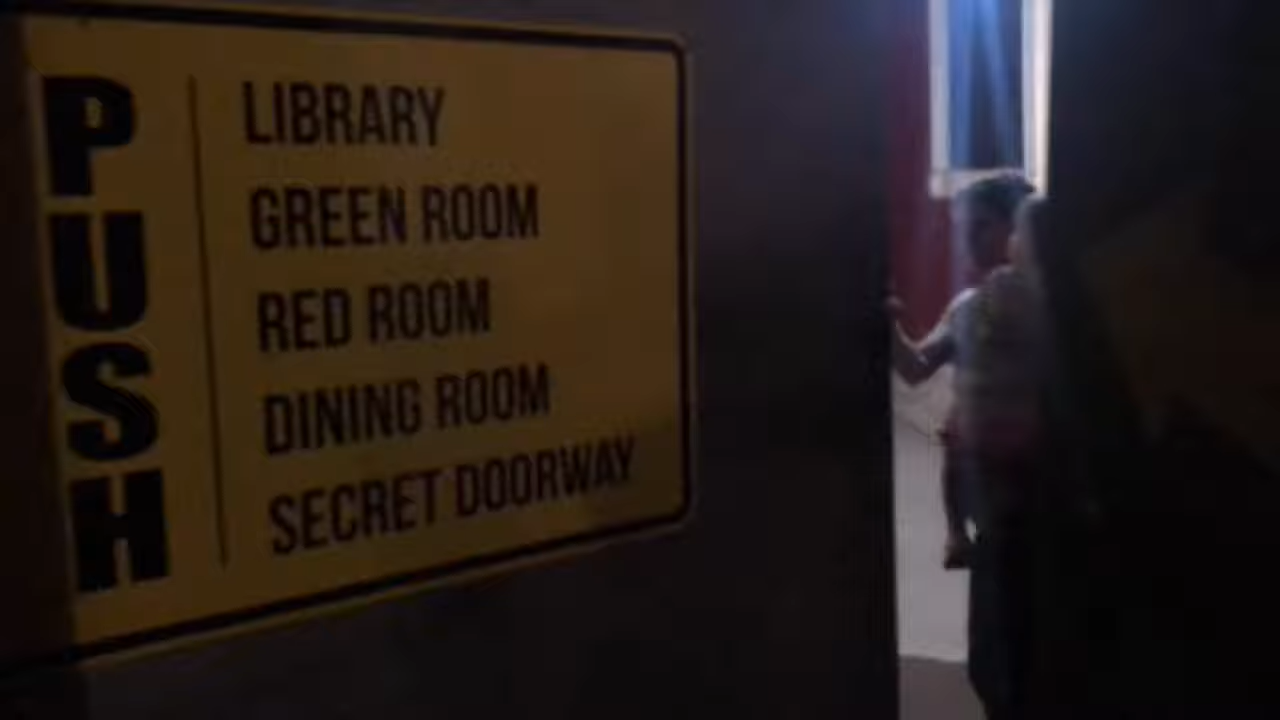 PUSH
LIBRARY
GREEN ROOM
RED ROOM
DINING ROOM
SECRET DOORWAY